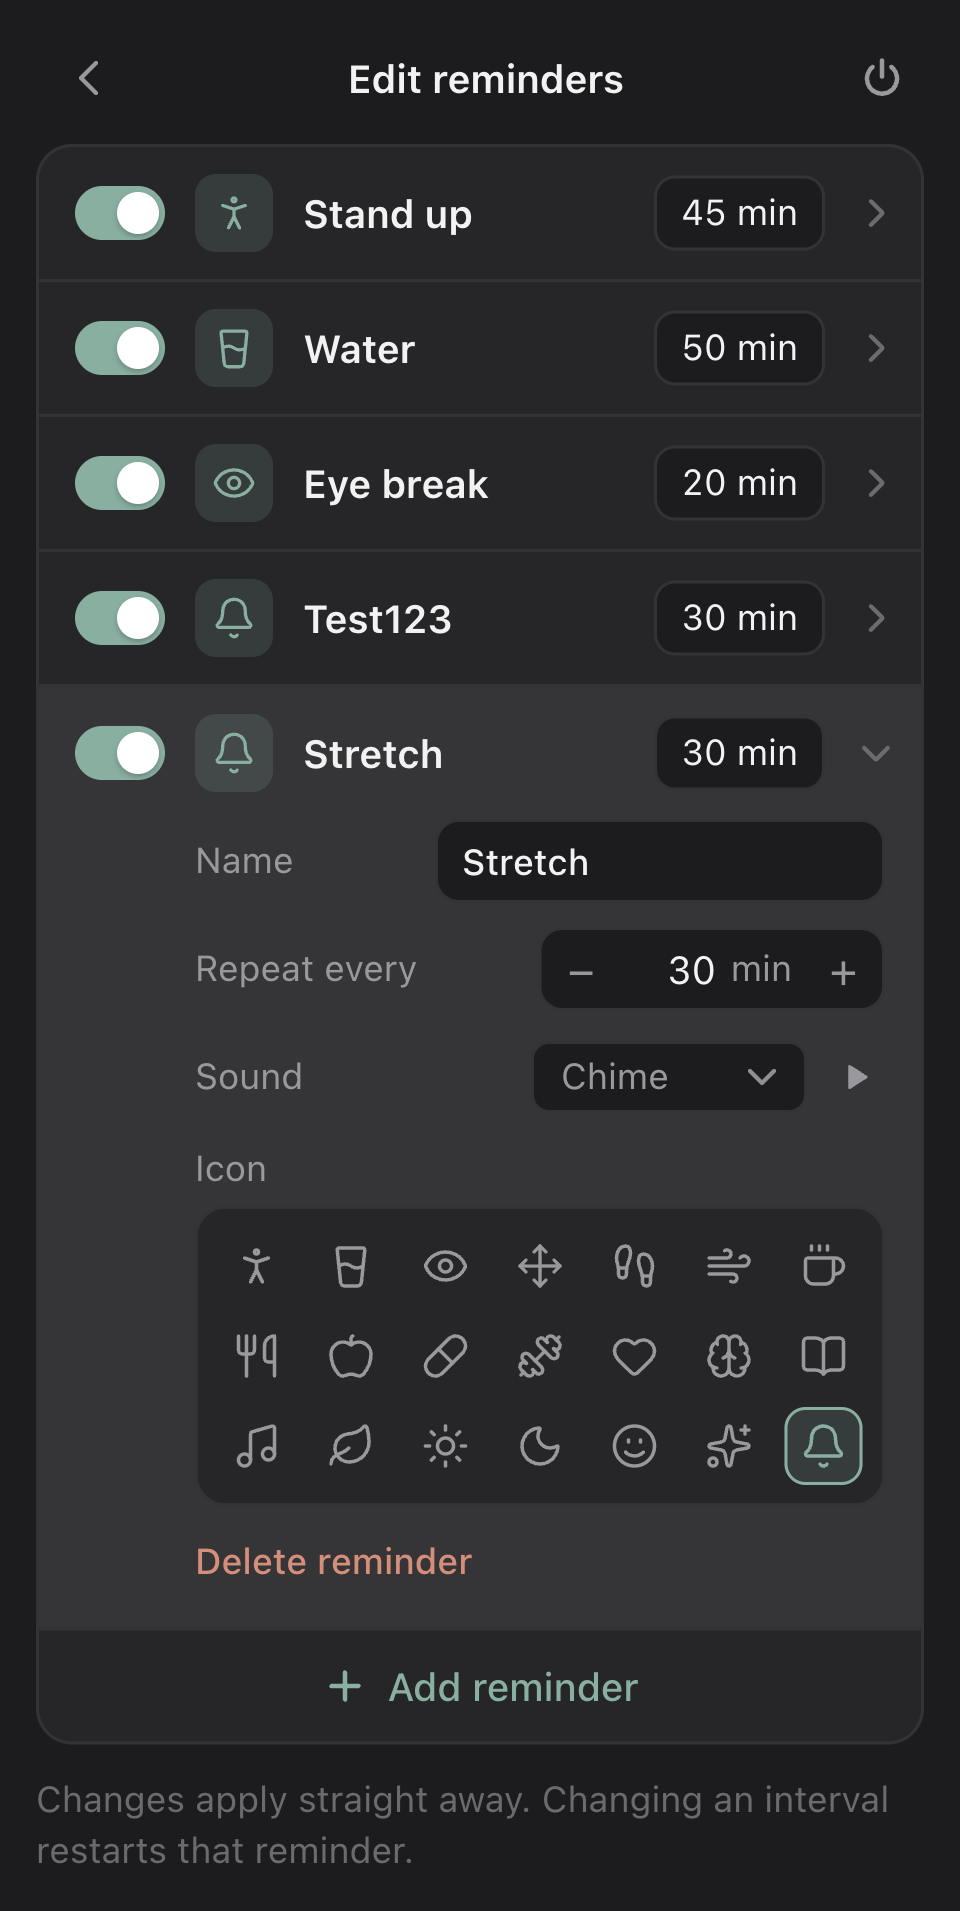 Edit reminders
Stand up 45 min
Water 50 min
Eye break 20 min
Test123 30 min
Stretch 30 min
Name Stretch
Repeat every − 30 min +
Sound Chime
Icon
Delete reminder
+ Add reminder
Changes apply straight away. Changing an interval
restarts that reminder.